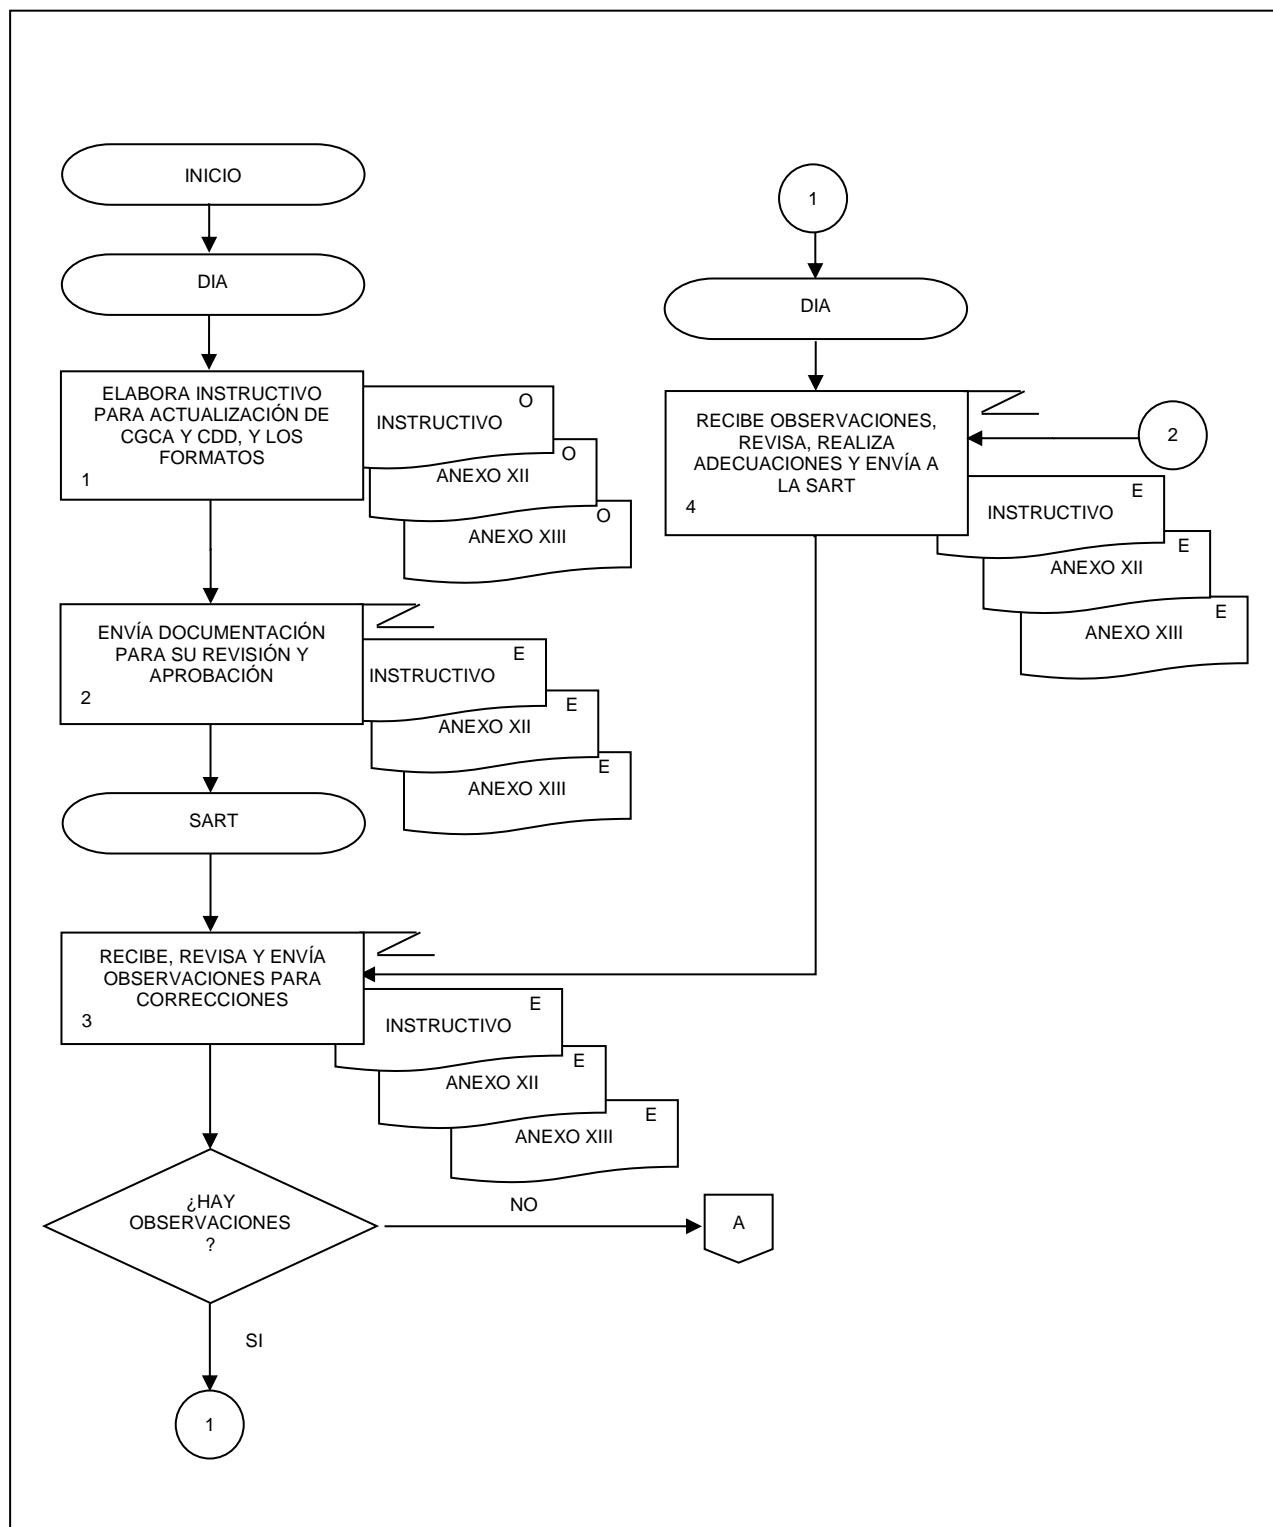 INICIO
DIA
ELABORA INSTRUCTIVO
PARA ACTUALIZACIÓN DE
CGCA Y CDD, Y LOS
FORMATOS
1
O
INSTRUCTIVO
O
ANEXO XII
O
ANEXO XIII
ENVÍA DOCUMENTACIÓN
PARA SU REVISIÓN Y
APROBACIÓN
2
E
INSTRUCTIVO
E
ANEXO XII
E
ANEXO XIII
SART
RECIBE, REVISA Y ENVÍA
OBSERVACIONES PARA
CORRECCIONES
3
E
INSTRUCTIVO
E
ANEXO XII
E
ANEXO XIII
¿HAY
OBSERVACIONES
?
NO
A
SI
1
1
DIA
RECIBE OBSERVACIONES,
REVISA, REALIZA
ADECUACIONES Y ENVÍA A
LA SART
4
2
E
INSTRUCTIVO
E
ANEXO XII
E
ANEXO XIII